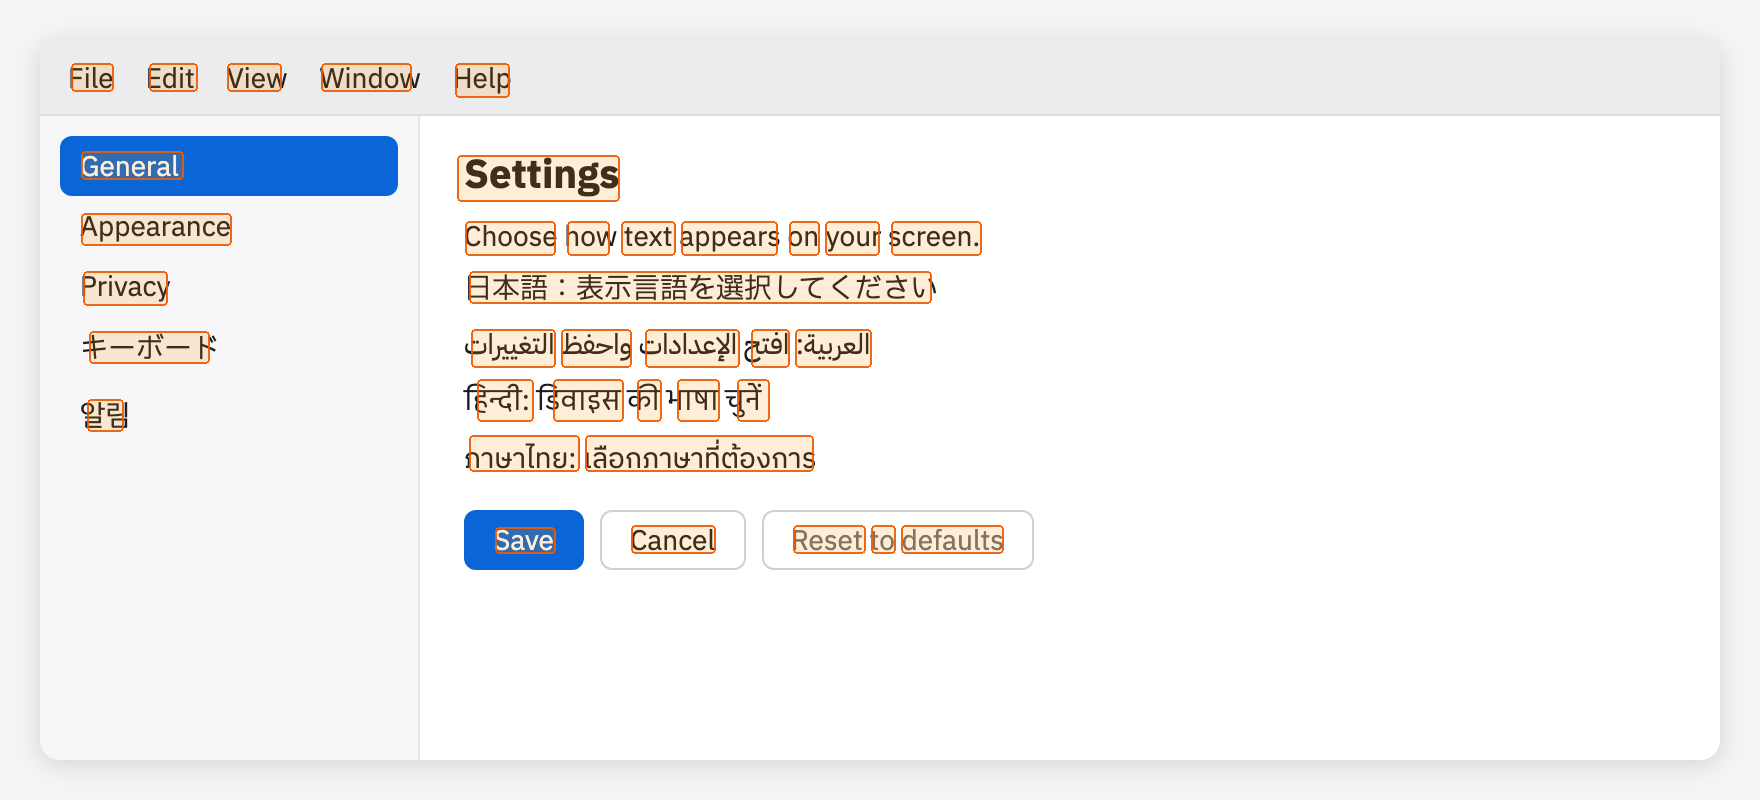 File Edit View Window Help
General
Appearance
Privacy
キーボード
알림
Settings
Choose how text appears on your screen.
日本語：表示言語を選択してください
العربية: افتح الإعدادات واحفظ التغييرات
हिन्दी: डिवाइस की भाषा चुनें
ภาษาไทย: เลือกภาษาที่ต้องการ
Save Cancel Reset to defaults